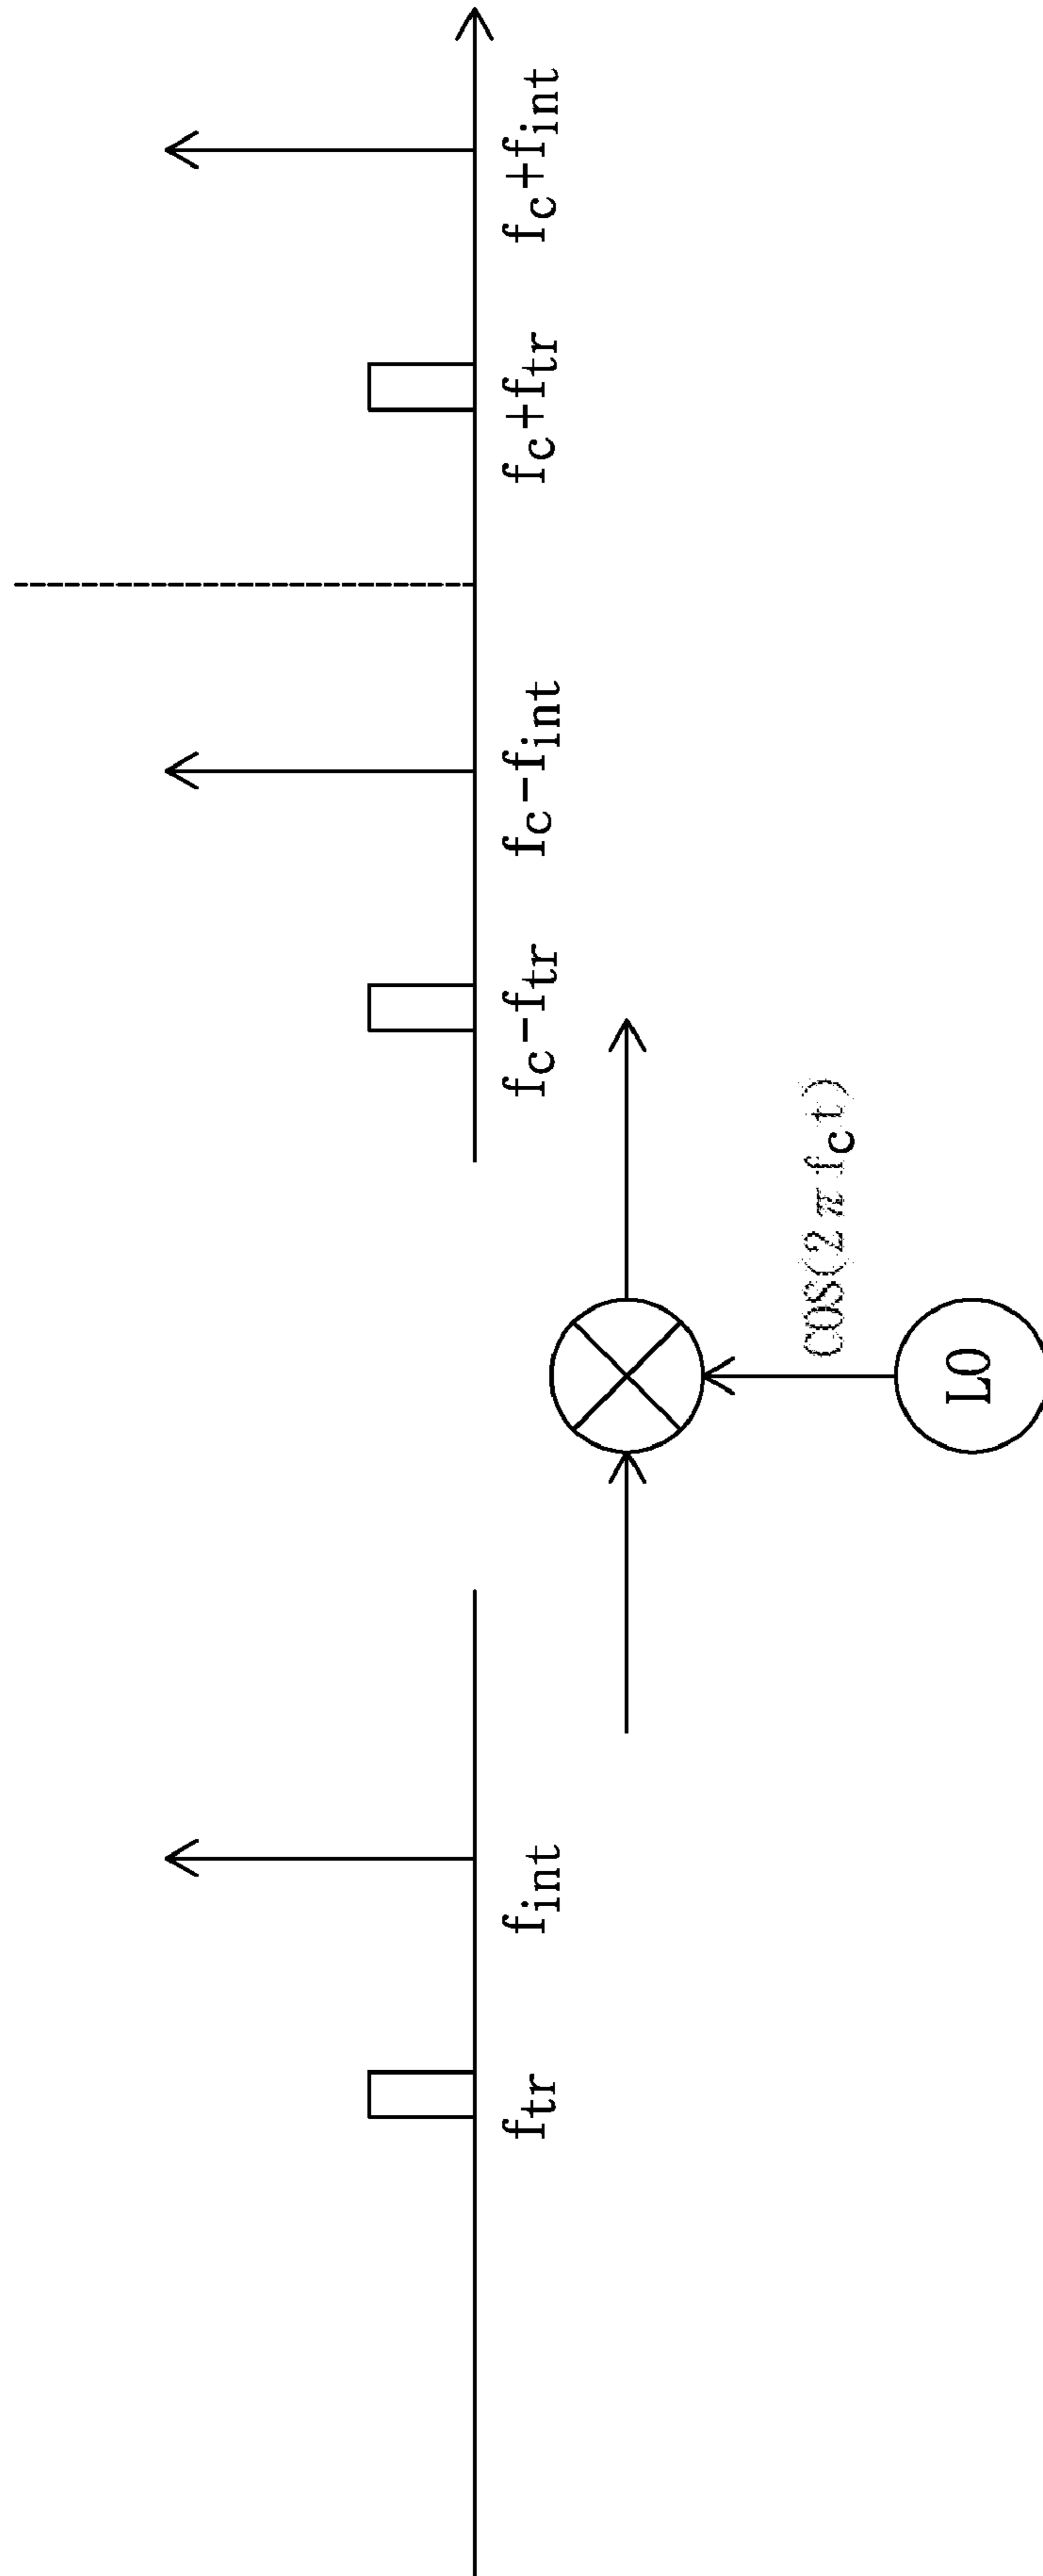 f_tr
f_int
COS(2πf_ct)
LO
f_c-f_tr
f_c-f_int
f_c+f_tr
f_c+f_int